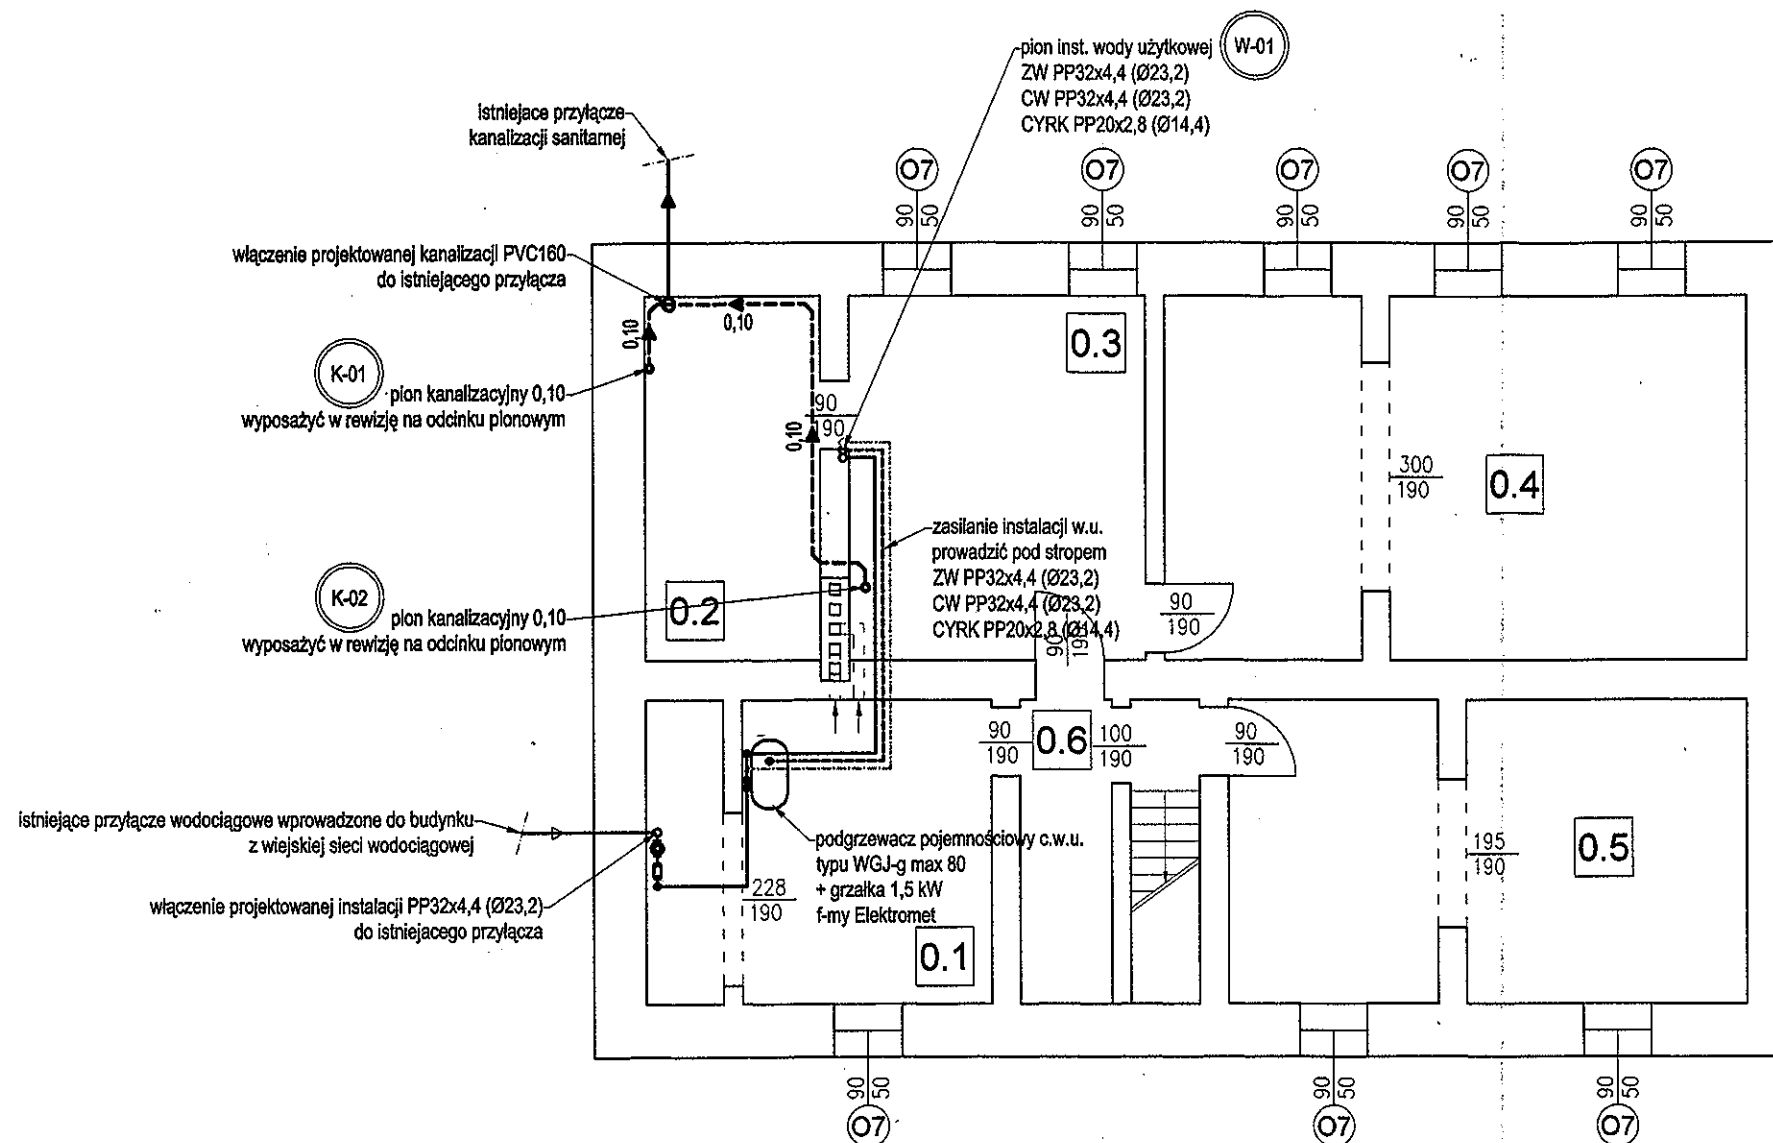 pion inst. wody użytkowej
W-01
ZW PP32x4,4 (Ø23,2)
CW PP32x4,4 (Ø23,2)
CYRK PP20x2,8 (Ø14,4)
istniejace przyłącze
kanalizacji sanitarnej
O7
O7
O7
O7
O7
90
50
90
50
90
50
90
50
90
50
włączenie projektowanej kanalizacji PVC160
do istniejącego przyłącza
0,10
0,10
K-01
pion kanalizacyjny 0,10
wyposażyć w rewizję na odcinku pionowym
0.3
90
190
0,10
300
190
0.4
zasilanie instalacji w.u.
prowadzić pod stropem
ZW PP32x4,4 (Ø23,2)
CW PP32x4,4 (Ø23,2)
CYRK PP20x2,8 (Ø14,4)
K-02
pion kanalizacyjny 0,10
wyposażyć w rewizję na odcinku pionowym
0.2
90
190
90
190
90
190
0.6
100
190
90
190
istniejące przyłącze wodociągowe wprowadzone do budynku
z wiejskiej sieci wodociągowej
podgrzewacz pojemnościowy c.w.u.
typu WGJ-g max 80
+ grzałka 1,5 kW
f-my Elektromet
228
190
włączenie projektowanej instalacji PP32x4,4 (Ø23,2)
do istniejacego przyłącza
0.1
195
190
0.5
90
50
90
50
90
50
O7
O7
O7